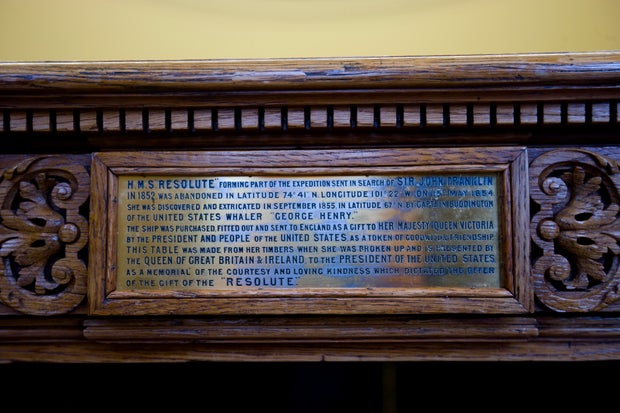 H.M.S. RESOLUTE" FORMING PART OF THE EXPEDITION SENT IN SEARCH OF SIR JOHN FRANKLIN
IN 1852, WAS ABANDONED IN LATITUDE 74° 41' N. LONGITUDE 101° 22' W. ON 15TH MAY 1854.
SHE WAS DISCOVERED AND EXTRICATED IN SEPTEMBER 1855, IN LATITUDE 67° N. BY CAPTAIN BUDDINGTON
OF THE UNITED STATES WHALER "GEORGE HENRY."
THE SHIP WAS PURCHASED, FITTED OUT AND SENT TO ENGLAND AS A GIFT TO HER MAJESTY QUEEN VICTORIA
BY THE PRESIDENT AND PEOPLE OF THE UNITED STATES AS A TOKEN OF GOODWILL & FRIENDSHIP.
THIS TABLE WAS MADE FROM HER TIMBERS WHEN SHE WAS BROKEN UP AND IS PRESENTED BY
THE QUEEN OF GREAT BRITAIN & IRELAND, TO THE PRESIDENT OF THE UNITED STATES
AS A MEMORIAL OF THE COURTESY AND LOVING KINDNESS WHICH DICTATED THE OFFER
OF THE GIFT OF THE "RESOLUTE."